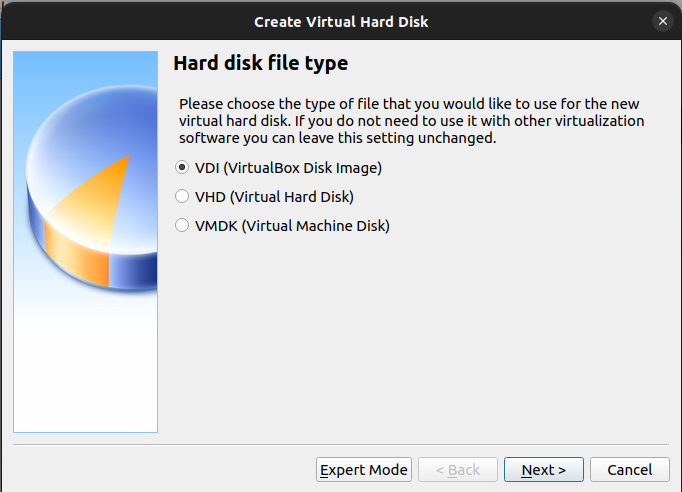 Create Virtual Hard Disk
Hard disk file type
Please choose the type of file that you would like to use for the new
virtual hard disk. If you do not need to use it with other virtualization
software you can leave this setting unchanged.
VDI (VirtualBox Disk Image)
VHD (Virtual Hard Disk)
VMDK (Virtual Machine Disk)
Expert Mode
< Back
Next >
Cancel